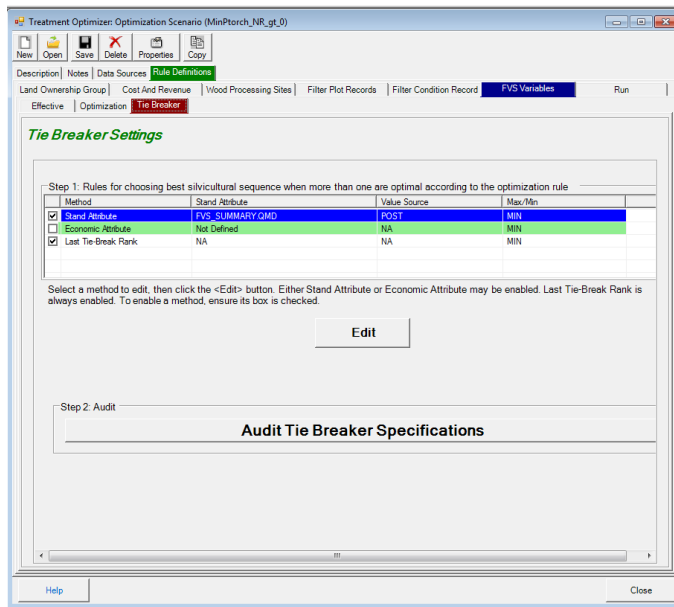 Treatment Optimizer: Optimization Scenario (MinPtorch_NR_gt_0)
New Open Save Delete Properties Copy
Description Notes Data Sources Rule Definitions
Land Ownership Group Cost And Revenue Wood Processing Sites Filter Plot Records Filter Condition Record FVS Variables Run
Effective Optimization Tie Breaker
Tie Breaker Settings
Step 1: Rules for choosing best silvicultural sequence when more than one are optimal according to the optimization rule
Method Stand Attribute Value Source Max/Min
Stand Attribute FVS_SUMMARY.QMD POST MIN
Economic Attribute Not Defined NA MIN
Last Tie-Break Rank NA NA MIN
Select a method to edit, then click the <Edit> button. Either Stand Attribute or Economic Attribute may be enabled. Last Tie-Break Rank is
always enabled. To enable a method, ensure its box is checked.
Edit
Step 2: Audit
Audit Tie Breaker Specifications
Help Close